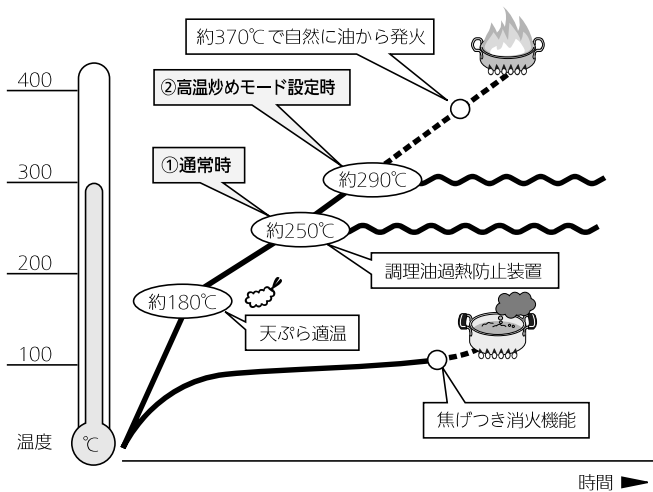 約370℃で自然に油から発火
400
②高温炒めモード設定時
①通常時
300
約290℃
約250℃
200
調理油過熱防止装置
約180℃
天ぷら適温
100
焦げつき消火機能
温度
℃
時間